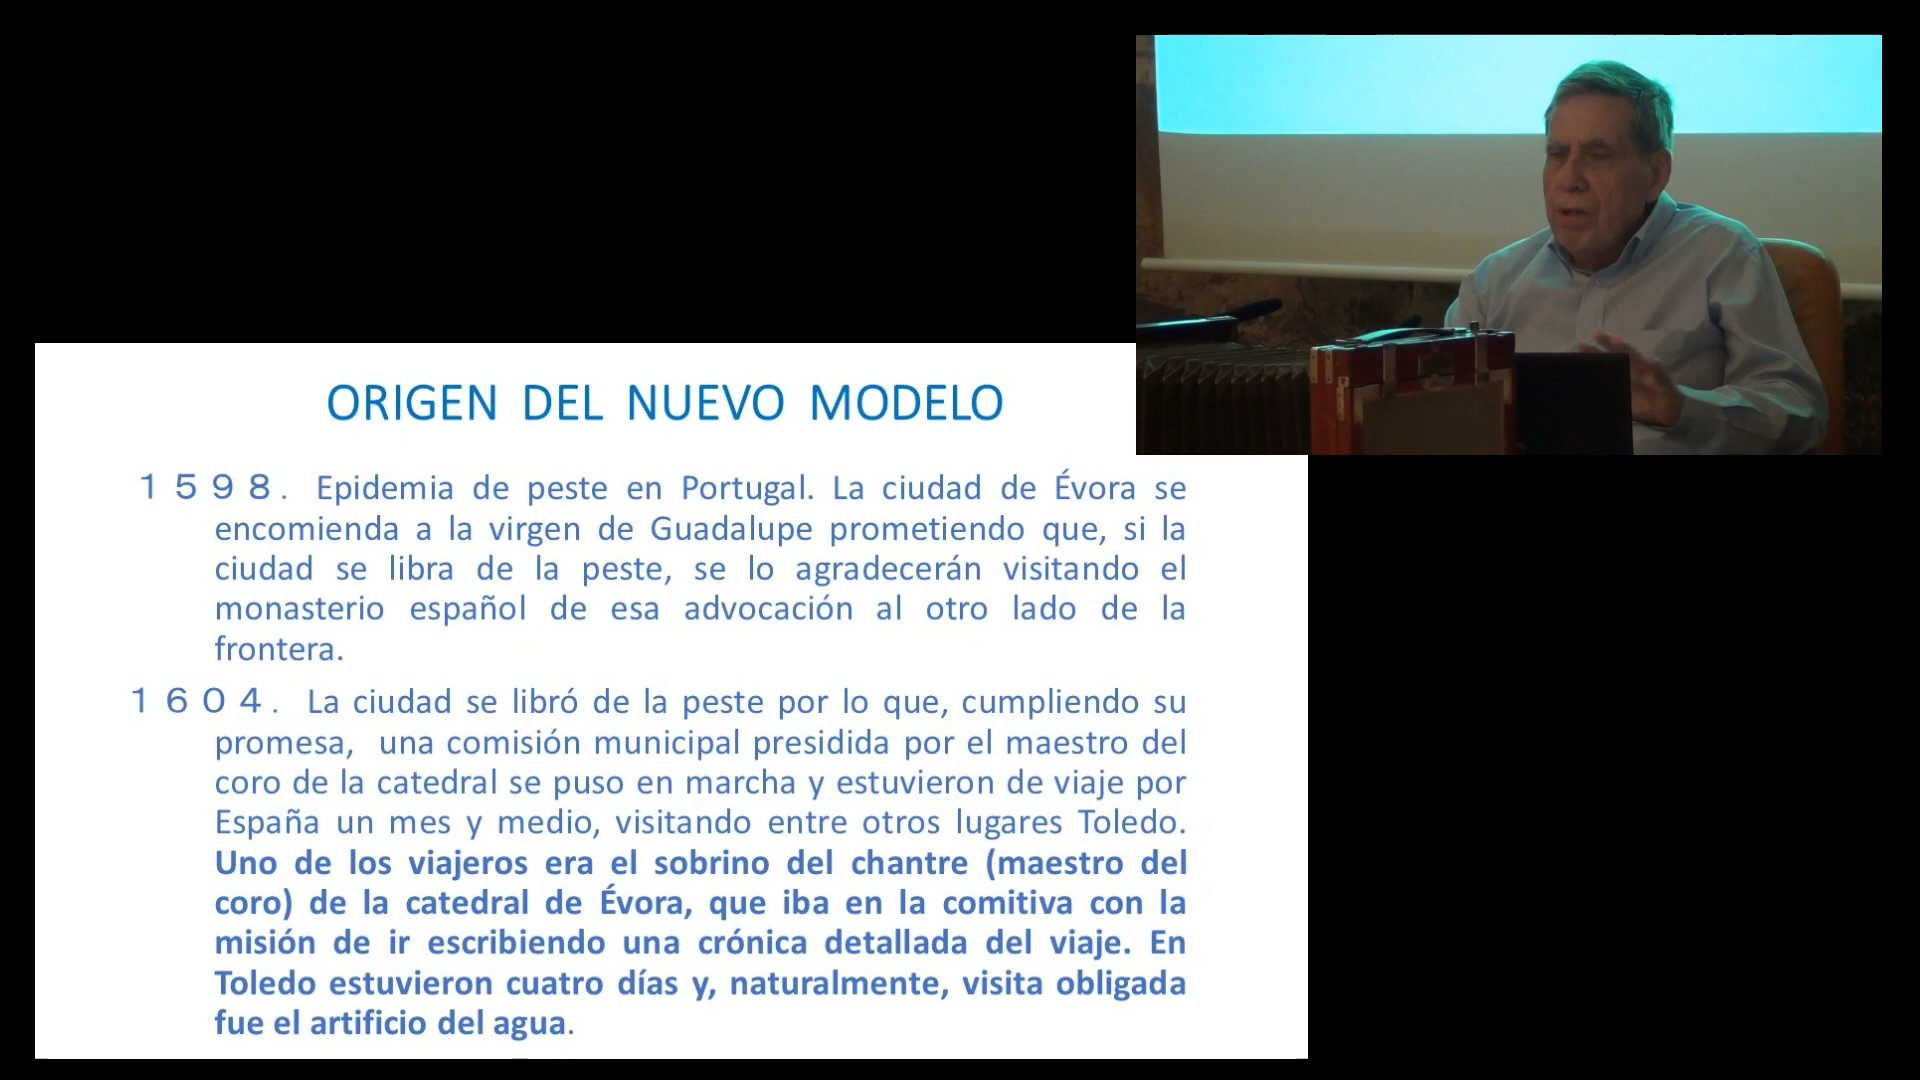 ORIGEN DEL NUEVO MODELO
1598. Epidemia de peste en Portugal. La ciudad de Évora se
encomienda a la virgen de Guadalupe prometiendo que, si la
ciudad se libra de la peste, se lo agradecerán visitando el
monasterio español de esa advocación al otro lado de la
frontera.
1604. La ciudad se libró de la peste por lo que, cumpliendo su
promesa, una comisión municipal presidida por el maestro del
coro de la catedral se puso en marcha y estuvieron de viaje por
España un mes y medio, visitando entre otros lugares Toledo.
Uno de los viajeros era el sobrino del chantre (maestro del
coro) de la catedral de Évora, que iba en la comitiva con la
misión de ir escribiendo una crónica detallada del viaje. En
Toledo estuvieron cuatro días y, naturalmente, visita obligada
fue el artificio del agua.